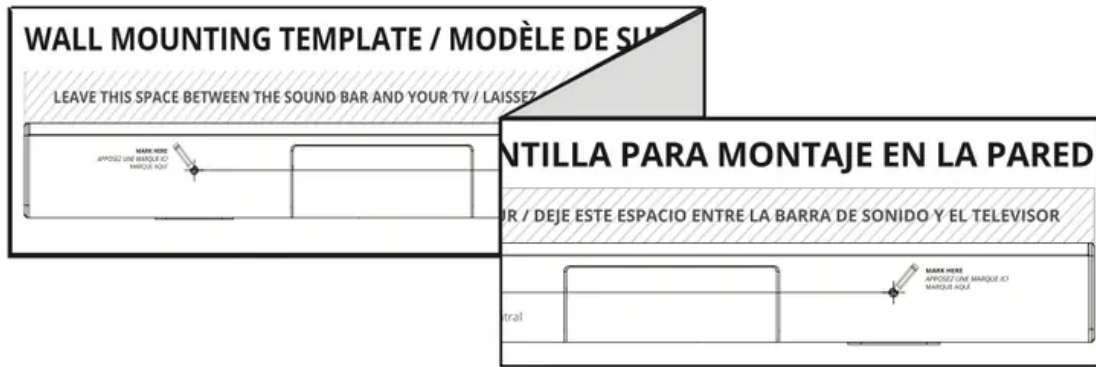 WALL MOUNTING TEMPLATE / MODÈLE DE
LEAVE THIS SPACE BETWEEN THE SOUND BAR AND YOUR TV / LAISSEZ
MARK HERE
APPOSEZ UNE MARQUE ICI
MARQUE AQUÍ
NTILLA PARA MONTAJE EN LA PARED
UR / DEJE ESTE ESPACIO ENTRE LA BARRA DE SONIDO Y EL TELEVISOR
MARK HERE
APPOSEZ UNE MARQUE ICI
MARQUE AQUÍ
tral